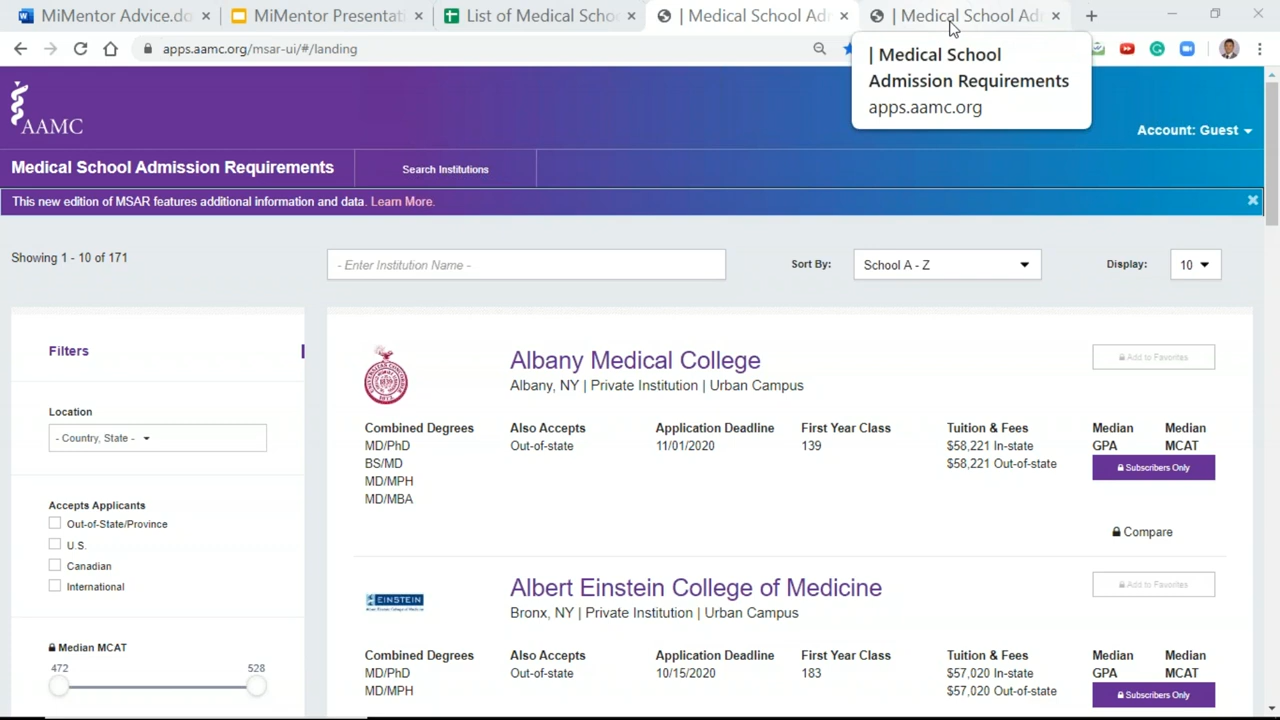 MiMentor Advice.do
MiMentor Presentati
List of Medical Scho
| Medical School Ad
| Medical School Ad
apps.aamc.org/msar-ui/#/landing
| Medical School
Admission Requirements
apps.aamc.org
AAMC
Account: Guest
Medical School Admission Requirements
Search Institutions
This new edition of MSAR features additional information and data. Learn More.
Showing 1 - 10 of 171
- Enter Institution Name -
Sort By:
School A - Z
Display:
10
Filters
Location
- Country, State -
Accepts Applicants
Out-of-State/Province
U.S.
Canadian
International
Median MCAT
472
528
Albany Medical College
Add to Favorites
Albany, NY | Private Institution | Urban Campus
Combined Degrees
MD/PhD
BS/MD
MD/MPH
MD/MBA
Also Accepts
Out-of-state
Application Deadline
11/01/2020
First Year Class
139
Tuition & Fees
$58,221 In-state
$58,221 Out-of-state
Median
GPA
Median
MCAT
Subscribers Only
Compare
EINSTEIN
Albert Einstein College of Medicine
Add to Favorites
Bronx, NY | Private Institution | Urban Campus
Combined Degrees
MD/PhD
MD/MPH
Also Accepts
Out-of-state
Application Deadline
10/15/2020
First Year Class
183
Tuition & Fees
$57,020 In-state
$57,020 Out-of-state
Median
GPA
Median
MCAT
Subscribers Only